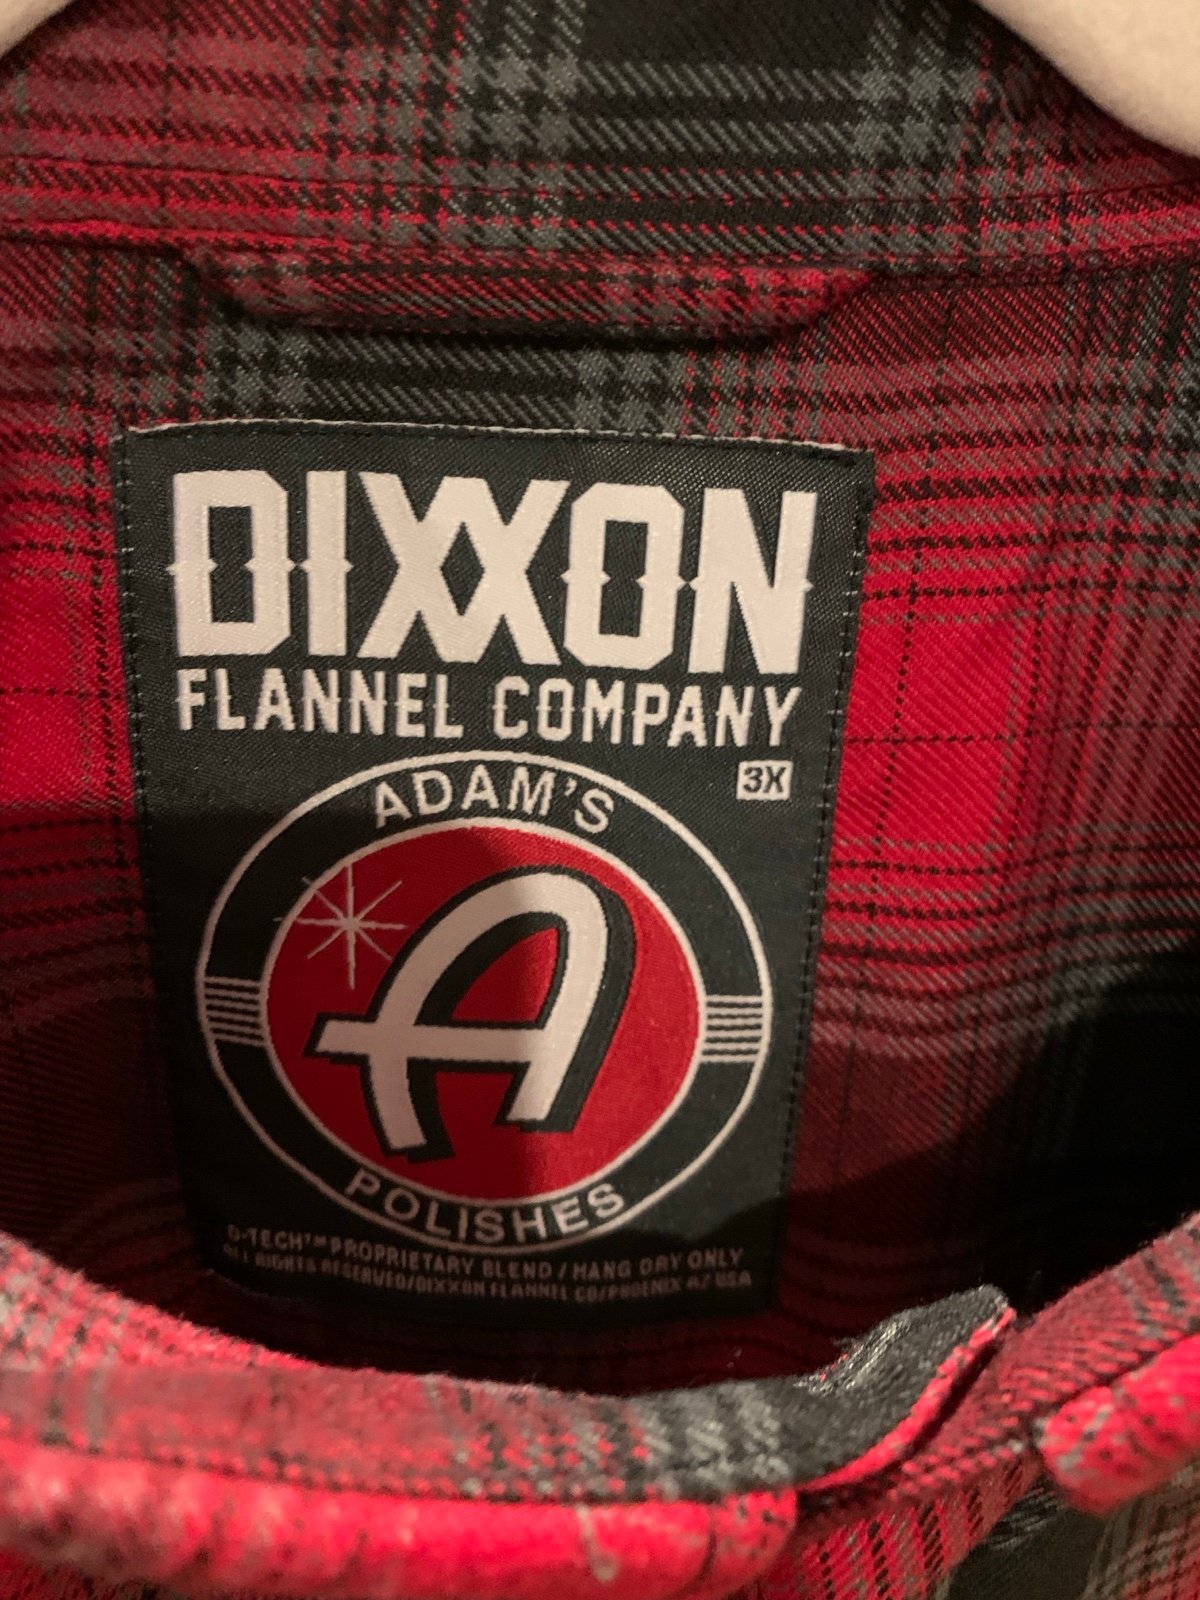 DIXXON
FLANNEL COMPANY
3X
ADAM'S
A
POLISHES
D-TECH™ PROPRIETARY BLEND / HANG DRY ONLY
ALL RIGHTS RESERVED/DIXXON FLANNEL CO/PHOENIX AZ USA